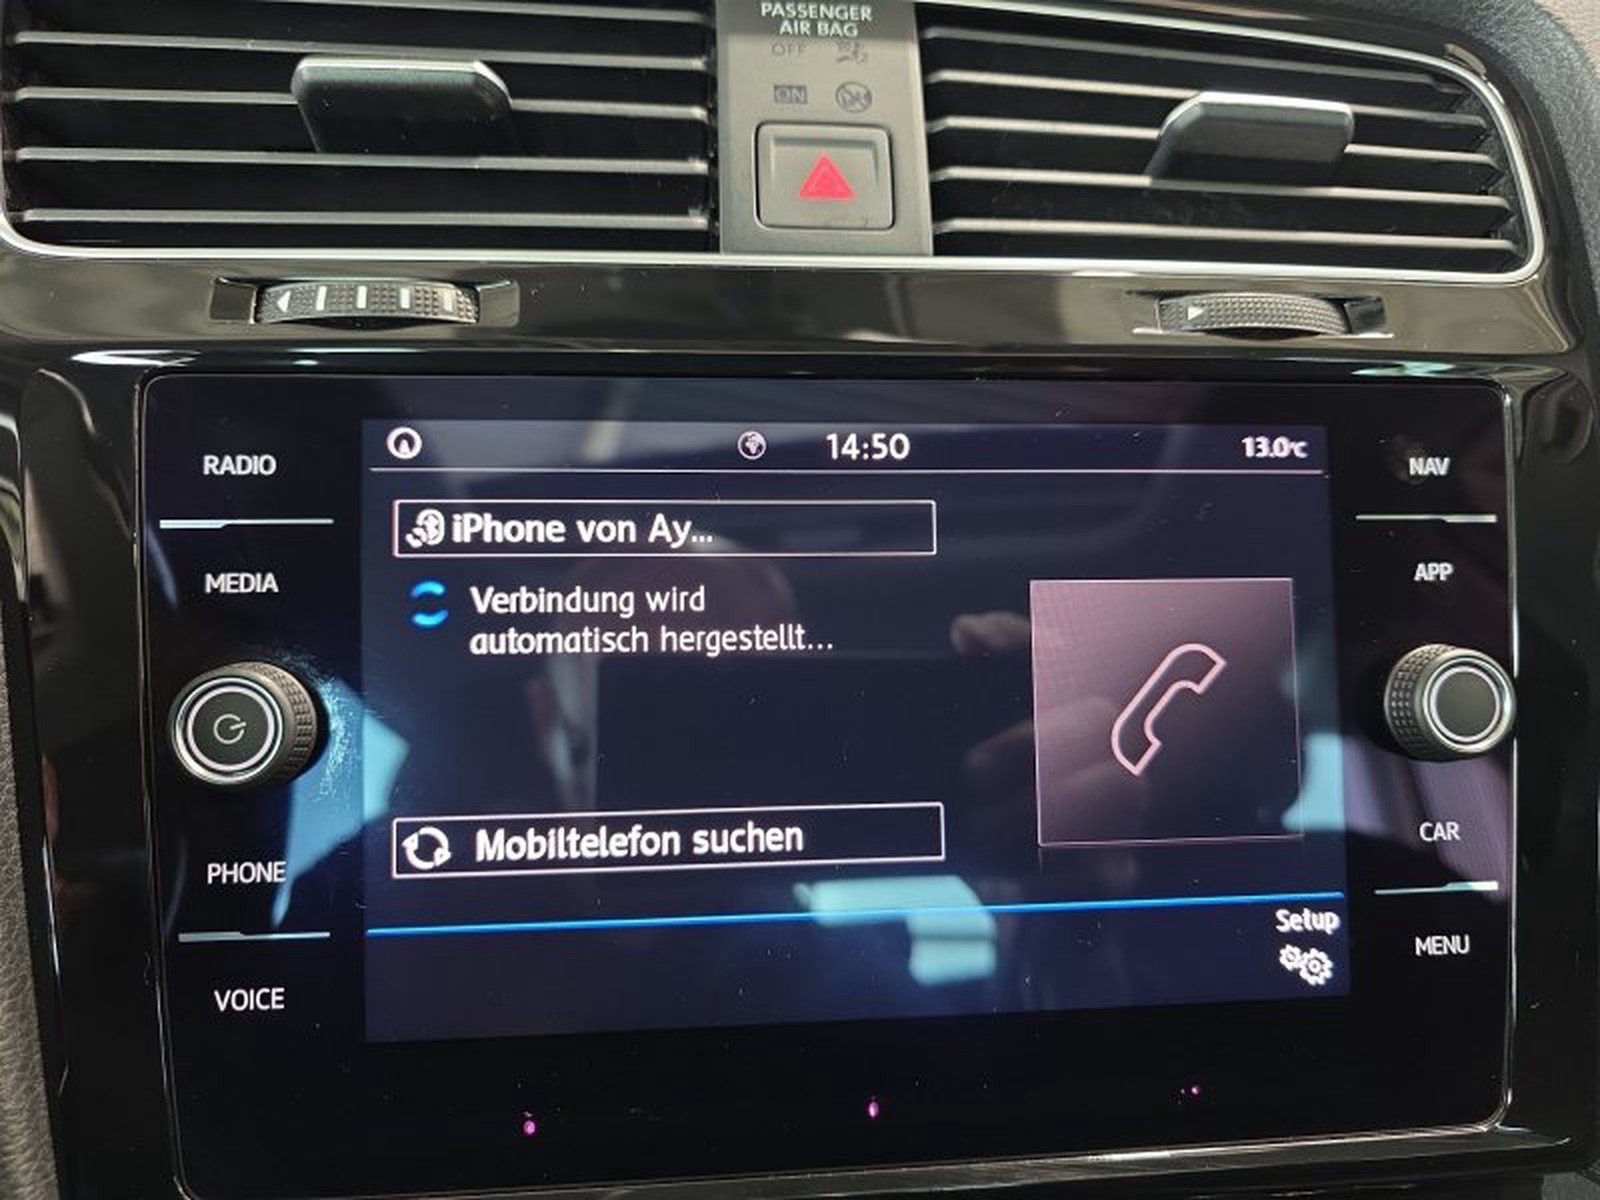 PASSENGER
AIR BAG
OFF
ON
RADIO
MEDIA
PHONE
VOICE
14:50
13.0°C
iPhone von Ay...
Verbindung wird
automatisch hergestellt...
Mobiltelefon suchen
Setup
NAV
APP
CAR
MENU